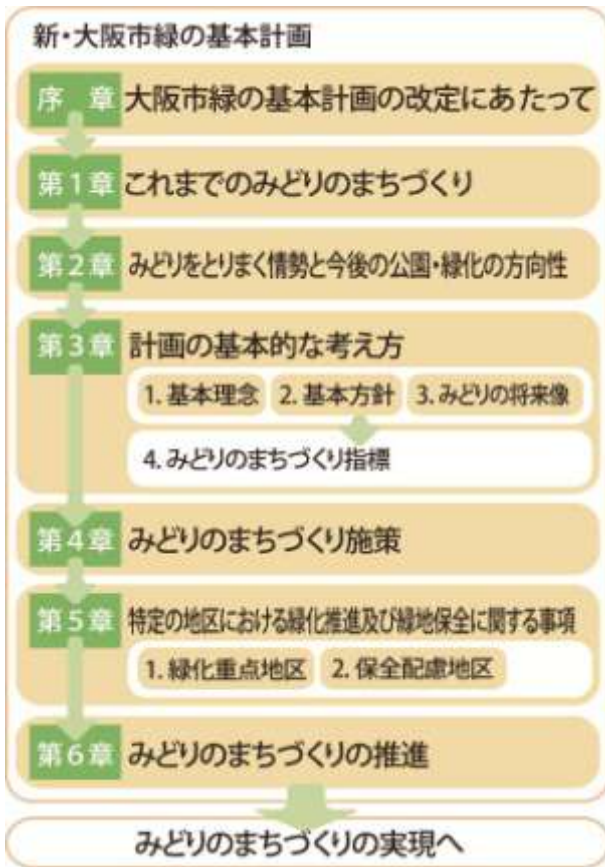 新・大阪市緑の基本計画
序 章 大阪市緑の基本計画の改定にあたって
第1章 これまでのみどりのまちづくり
第2章 みどりをとりまく情勢と今後の公園・緑化の方向性
第3章 計画の基本的な考え方
1. 基本理念 2. 基本方針 3. みどりの将来像
4. みどりのまちづくり指標
第4章 みどりのまちづくり施策
第5章 特定の地区における緑化推進及び緑地保全に関する事項
1. 緑化重点地区 2. 保全配慮地区
第6章 みどりのまちづくりの推進
みどりのまちづくりの実現へ